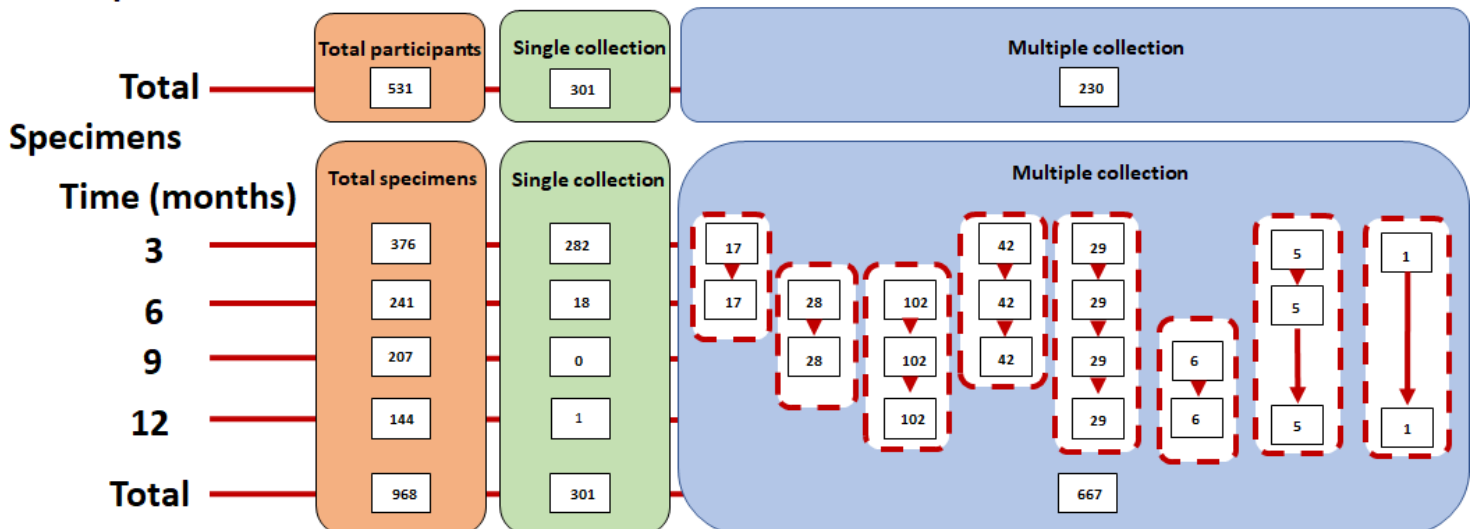 Total participants Single collection Multiple collection
Total 531 301 230
Specimens
Total specimens Single collection Multiple collection
Time (months)
3 376 282 17 42 29 5 1
6 241 18 17 28 102 42 29 5
9 207 0 28 102 42 29 6
12 144 1 102 29 6 5 1
Total 968 301 667